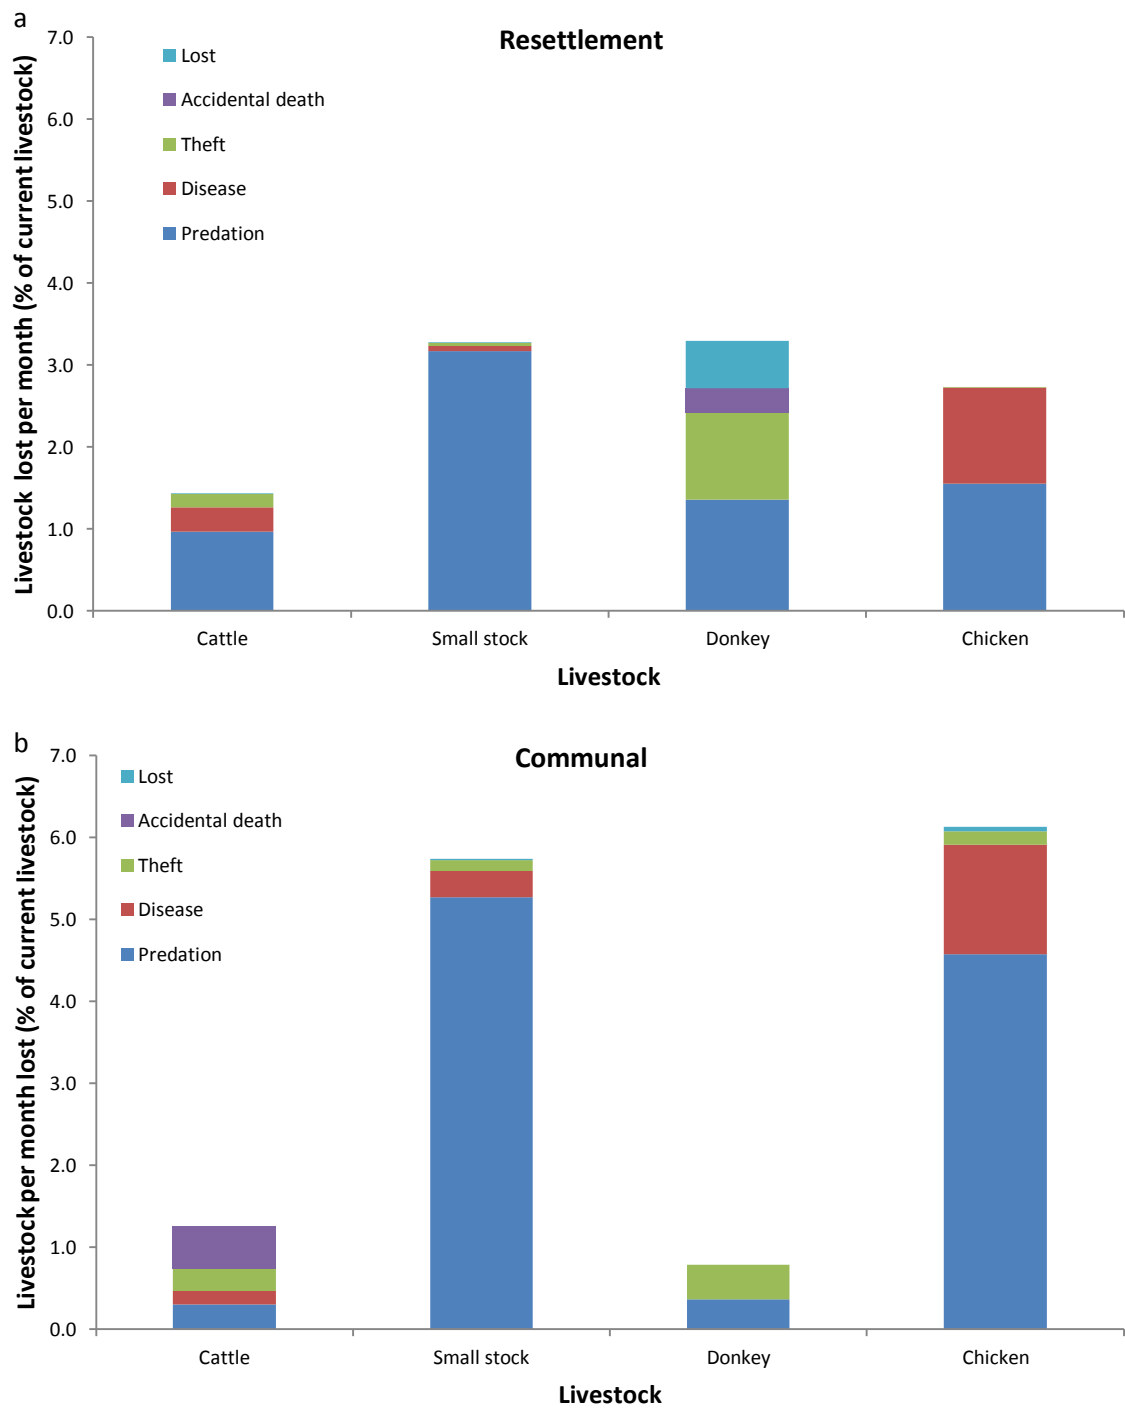 a
Resettlement
Livestock lost per month (% of current livestock)
7.0
6.0
5.0
4.0
3.0
2.0
1.0
0.0
Lost
Accidental death
Theft
Disease
Predation
Cattle Small stock Donkey Chicken
Livestock
b
Communal
Livestock per month lost (% of current livestock)
7.0
6.0
5.0
4.0
3.0
2.0
1.0
0.0
Lost
Accidental death
Theft
Disease
Predation
Cattle Small stock Donkey Chicken
Livestock